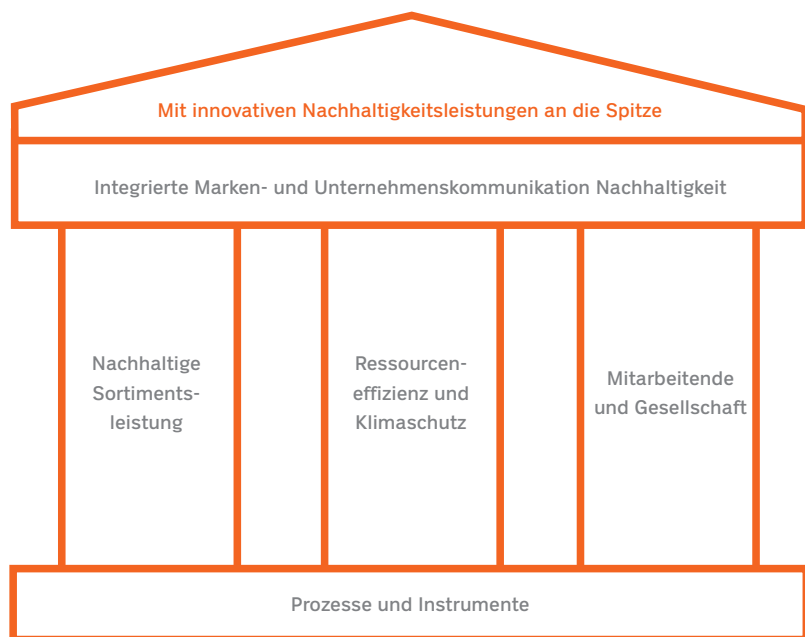 Mit innovativen Nachhaltigkeitsleistungen an die Spitze
Integrierte Marken- und Unternehmenskommunikation Nachhaltigkeit
Nachhaltige
Sortiments-
leistung
Ressourcen-
effizienz und
Klimaschutz
Mitarbeitende
und Gesellschaft
Prozesse und Instrumente